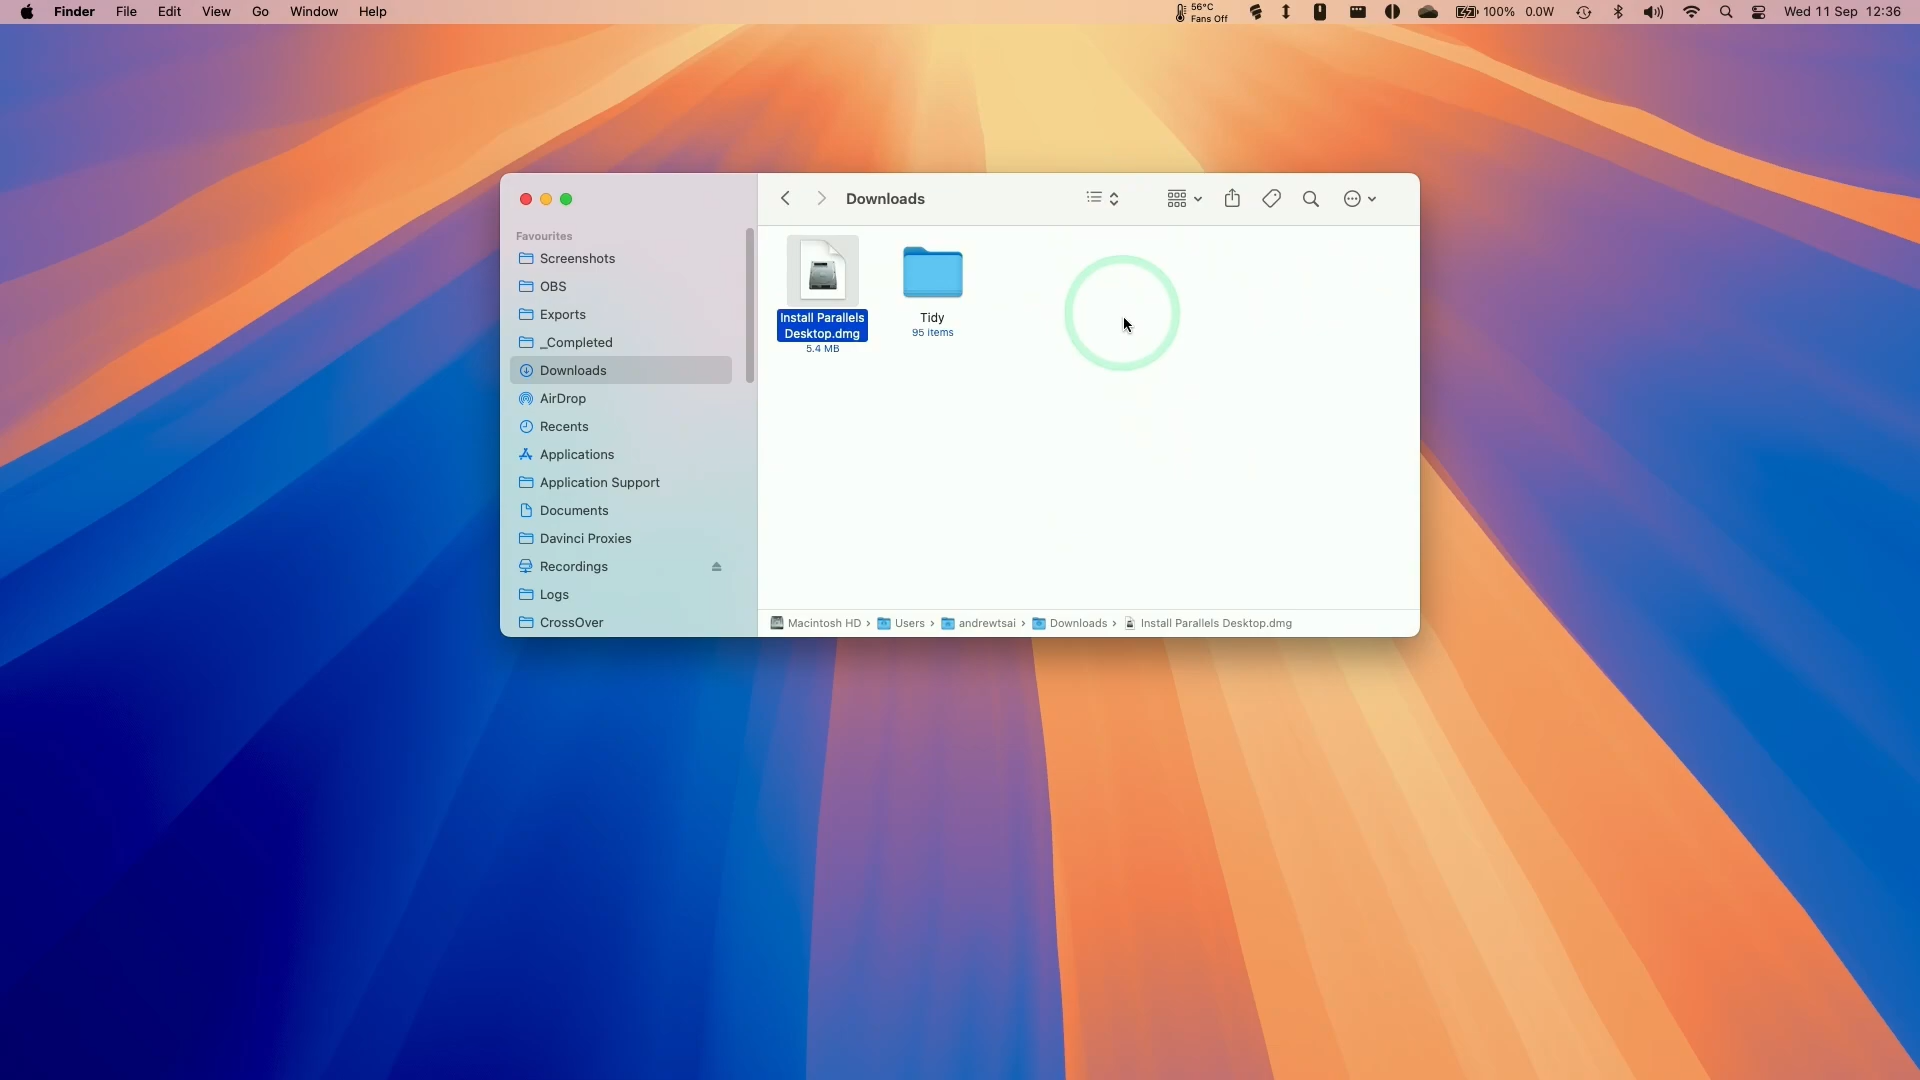 Finder File Edit View Go Window Help 56°C 100% 0.0W Wed 11 Sep 12:36
Fans Off
Downloads
Favourites
Screenshots
OBS
Exports
_Completed
Downloads
AirDrop
Recents
Applications
Application Support
Documents
Davinci Proxies
Recordings
Logs
CrossOver
Install Parallels
Desktop.dmg
5.4 MB
Tidy
95 items
Macintosh HD › Users › andrewtsai › Downloads › Install Parallels Desktop.dmg